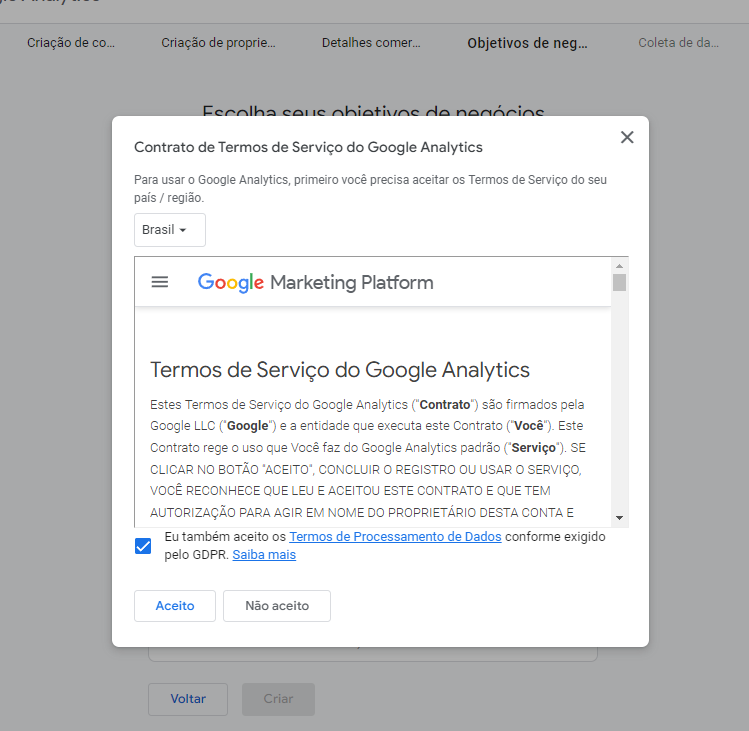 Criação de co...
Criação de proprie...
Detalhes comer...
Objetivos de neg...
Coleta de da...
Escolha seus objetivos de negócios
Contrato de Termos de Serviço do Google Analytics
Para usar o Google Analytics, primeiro você precisa aceitar os Termos de Serviço do seu
país / região.
Brasil
Google Marketing Platform
Termos de Serviço do Google Analytics
Estes Termos de Serviço do Google Analytics ("Contrato") são firmados pela
Google LLC ("Google") e a entidade que executa este Contrato ("Você"). Este
Contrato rege o uso que Você faz do Google Analytics padrão ("Serviço"). SE
CLICAR NO BOTÃO "ACEITO", CONCLUIR O REGISTRO OU USAR O SERVIÇO,
VOCÊ RECONHECE QUE LEU E ACEITOU ESTE CONTRATO E QUE TEM
AUTORIZAÇÃO PARA AGIR EM NOME DO PROPRIETÁRIO DESTA CONTA E
Eu também aceito os Termos de Processamento de Dados conforme exigido
pelo GDPR. Saiba mais
Aceito
Não aceito
Voltar
Criar